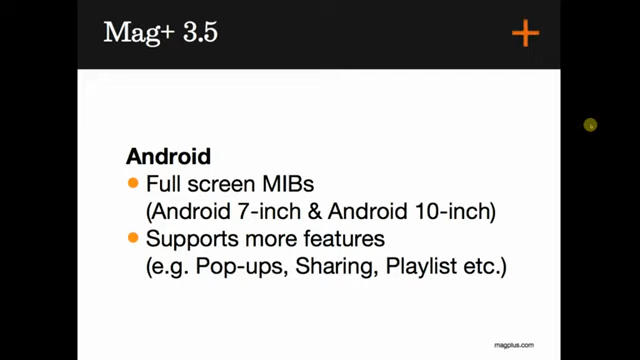 Mag+ 3.5
Android
Full screen MIBs
(Android 7-inch & Android 10-inch)
Supports more features
(e.g. Pop-ups, Sharing, Playlist etc.)
magplus.com